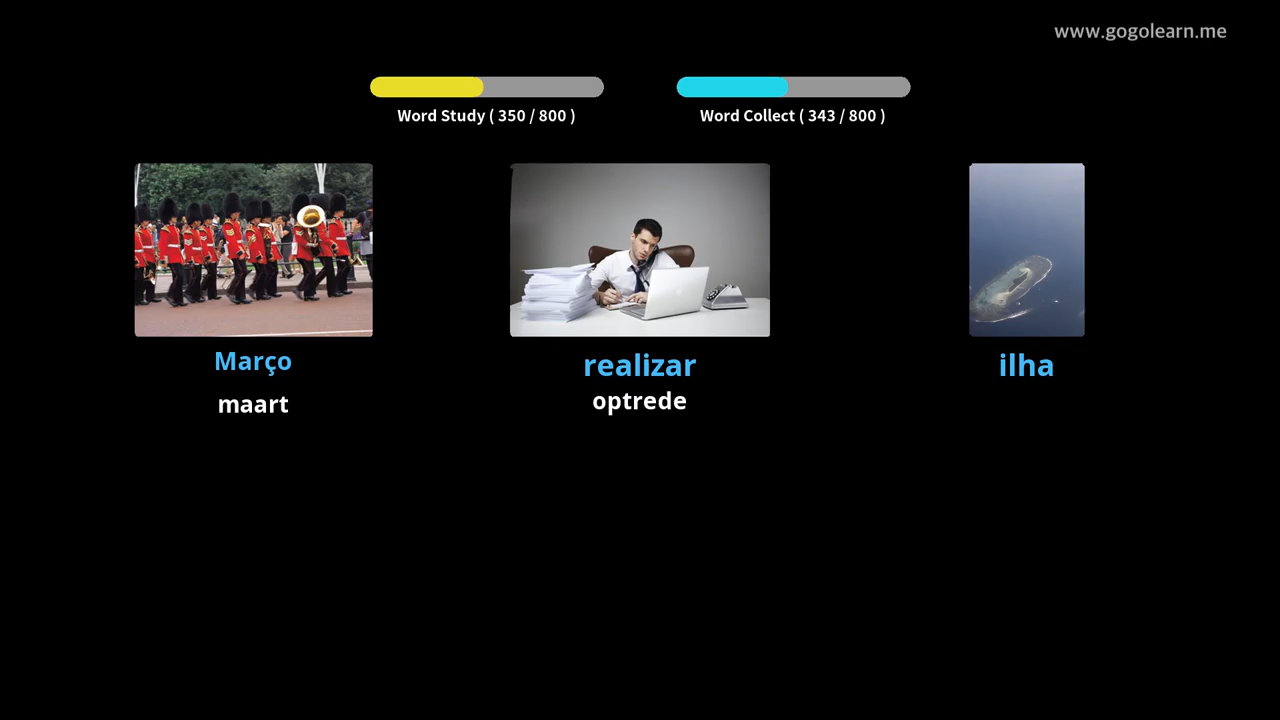 www.gogolearn.me
Word Study ( 350 / 800 )
Word Collect ( 343 / 800 )
Março
maart
realizar
optrede
ilha